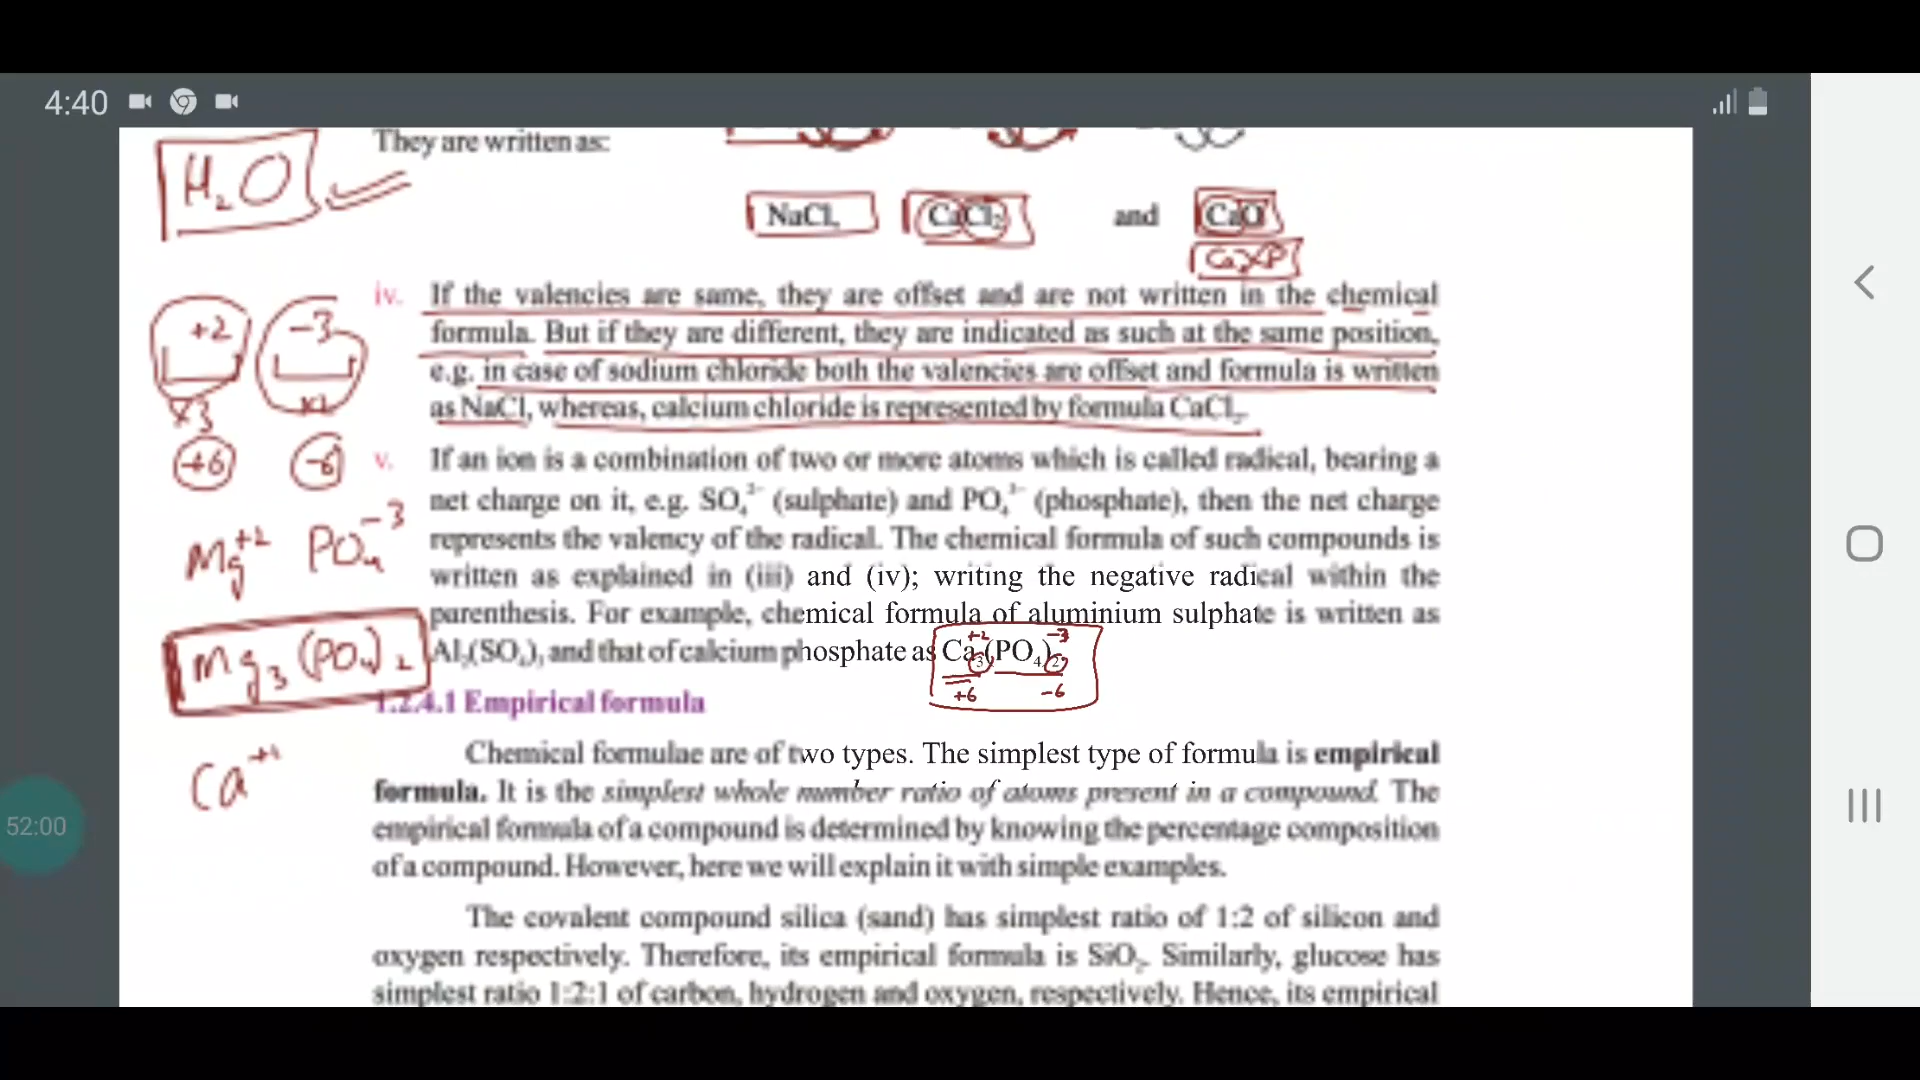 4:40
They are written as:
H₂O
NaCl, CaCl₂ and CaO
iv. If the valencies are same, they are offset and are not written in the chemical
+2 -3
formula. But if they are different, they are indicated as such at the same position,
e.g. in case of sodium chloride both the valencies are offset and formula is written
×3
as NaCl, whereas, calcium chloride is represented by formula CaCl₂.
+6 -6
v. If an ion is a combination of two or more atoms which is called radical, bearing a
net charge on it, e.g. SO₄²⁻ (sulphate) and PO₄³⁻ (phosphate), then the net charge
Mg⁺² PO₄⁻³
represents the valency of the radical. The chemical formula of such compounds is
written as explained in (iii) and (iv); writing the negative radical within the
parenthesis. For example, chemical formula of aluminium sulphate is written as
+2 -3
Mg₃(PO₄)₂
and that of calcium phosphate as Ca₃(PO₄)₂
+6 -6
1.2.4.1 Empirical formula
Chemical formulae are of two types. The simplest type of formula is empirical
Ca
formula. It is the simplest whole number ratio of atoms present in a compound. The
52:00
empirical formula of a compound is determined by knowing the percentage composition
of a compound. However, here we will explain it with simple examples.
The covalent compound silica (sand) has simplest ratio of 1:2 of silicon and
oxygen respectively. Therefore, its empirical formula is SiO₂. Similarly, glucose has
simplest ratio 1:2:1 of carbon, hydrogen and oxygen, respectively. Hence, its empirical